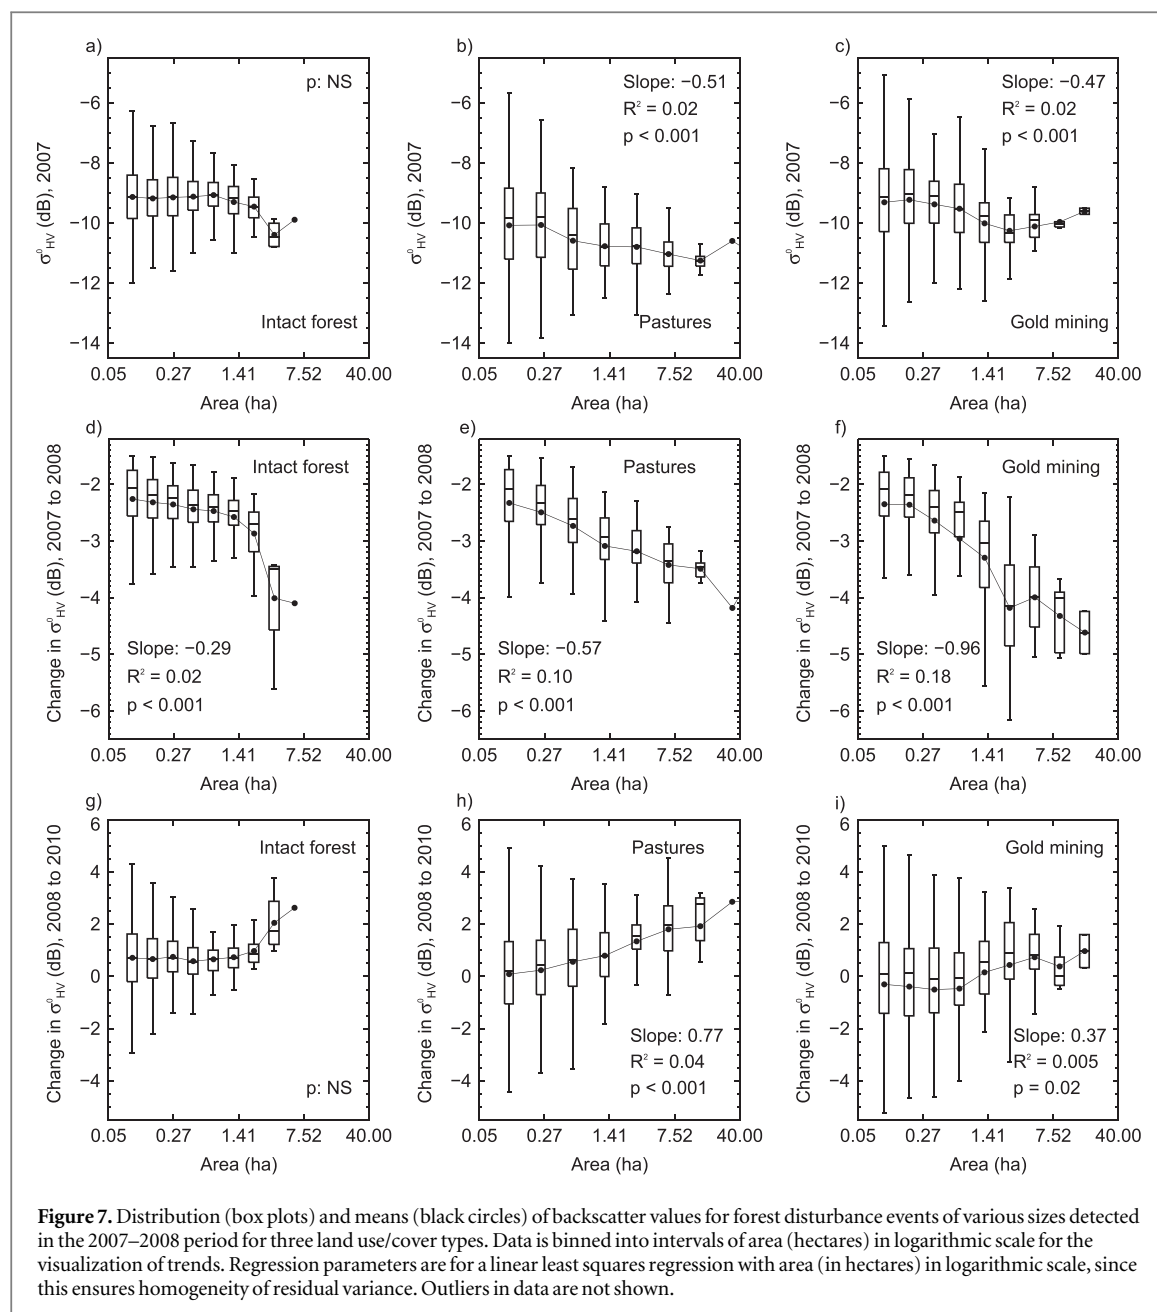 a)
p: NS
σ⁰HV (dB), 2007
−6
−8
−10
−12
−14
Intact forest
0.05 0.27 1.41 7.52 40.00
Area (ha)
b)
Slope: −0.51
R² = 0.02
p < 0.001
σ⁰HV (dB), 2007
−6
−8
−10
−12
−14
Pastures
0.05 0.27 1.41 7.52 40.00
Area (ha)
c)
Slope: −0.47
R² = 0.02
p < 0.001
σ⁰HV (dB), 2007
−6
−8
−10
−12
−14
Gold mining
0.05 0.27 1.41 7.52 40.00
Area (ha)
d)
Intact forest
Change in σ⁰HV (dB), 2007 to 2008
−2
−3
−4
−5
−6
Slope: −0.29
R² = 0.02
p < 0.001
0.05 0.27 1.41 7.52 40.00
Area (ha)
e)
Pastures
Change in σ⁰HV (dB), 2007 to 2008
−2
−3
−4
−5
−6
Slope: −0.57
R² = 0.10
p < 0.001
0.05 0.27 1.41 7.52 40.00
Area (ha)
f)
Gold mining
Change in σ⁰HV (dB), 2007 to 2008
−2
−3
−4
−5
−6
Slope: −0.96
R² = 0.18
p < 0.001
0.05 0.27 1.41 7.52 40.00
Area (ha)
g)
Intact forest
Change in σ⁰HV (dB), 2008 to 2010
6
4
2
0
−2
−4
p: NS
0.05 0.27 1.41 7.52 40.00
Area (ha)
h)
Pastures
Change in σ⁰HV (dB), 2008 to 2010
6
4
2
0
−2
−4
Slope: 0.77
R² = 0.04
p < 0.001
0.05 0.27 1.41 7.52 40.00
Area (ha)
i)
Gold mining
Change in σ⁰HV (dB), 2008 to 2010
6
4
2
0
−2
−4
Slope: 0.37
R² = 0.005
p = 0.02
0.05 0.27 1.41 7.52 40.00
Area (ha)
Figure 7. Distribution (box plots) and means (black circles) of backscatter values for forest disturbance events of various sizes detected
in the 2007–2008 period for three land use/cover types. Data is binned into intervals of area (hectares) in logarithmic scale for the
visualization of trends. Regression parameters are for a linear least squares regression with area (in hectares) in logarithmic scale, since
this ensures homogeneity of residual variance. Outliers in data are not shown.